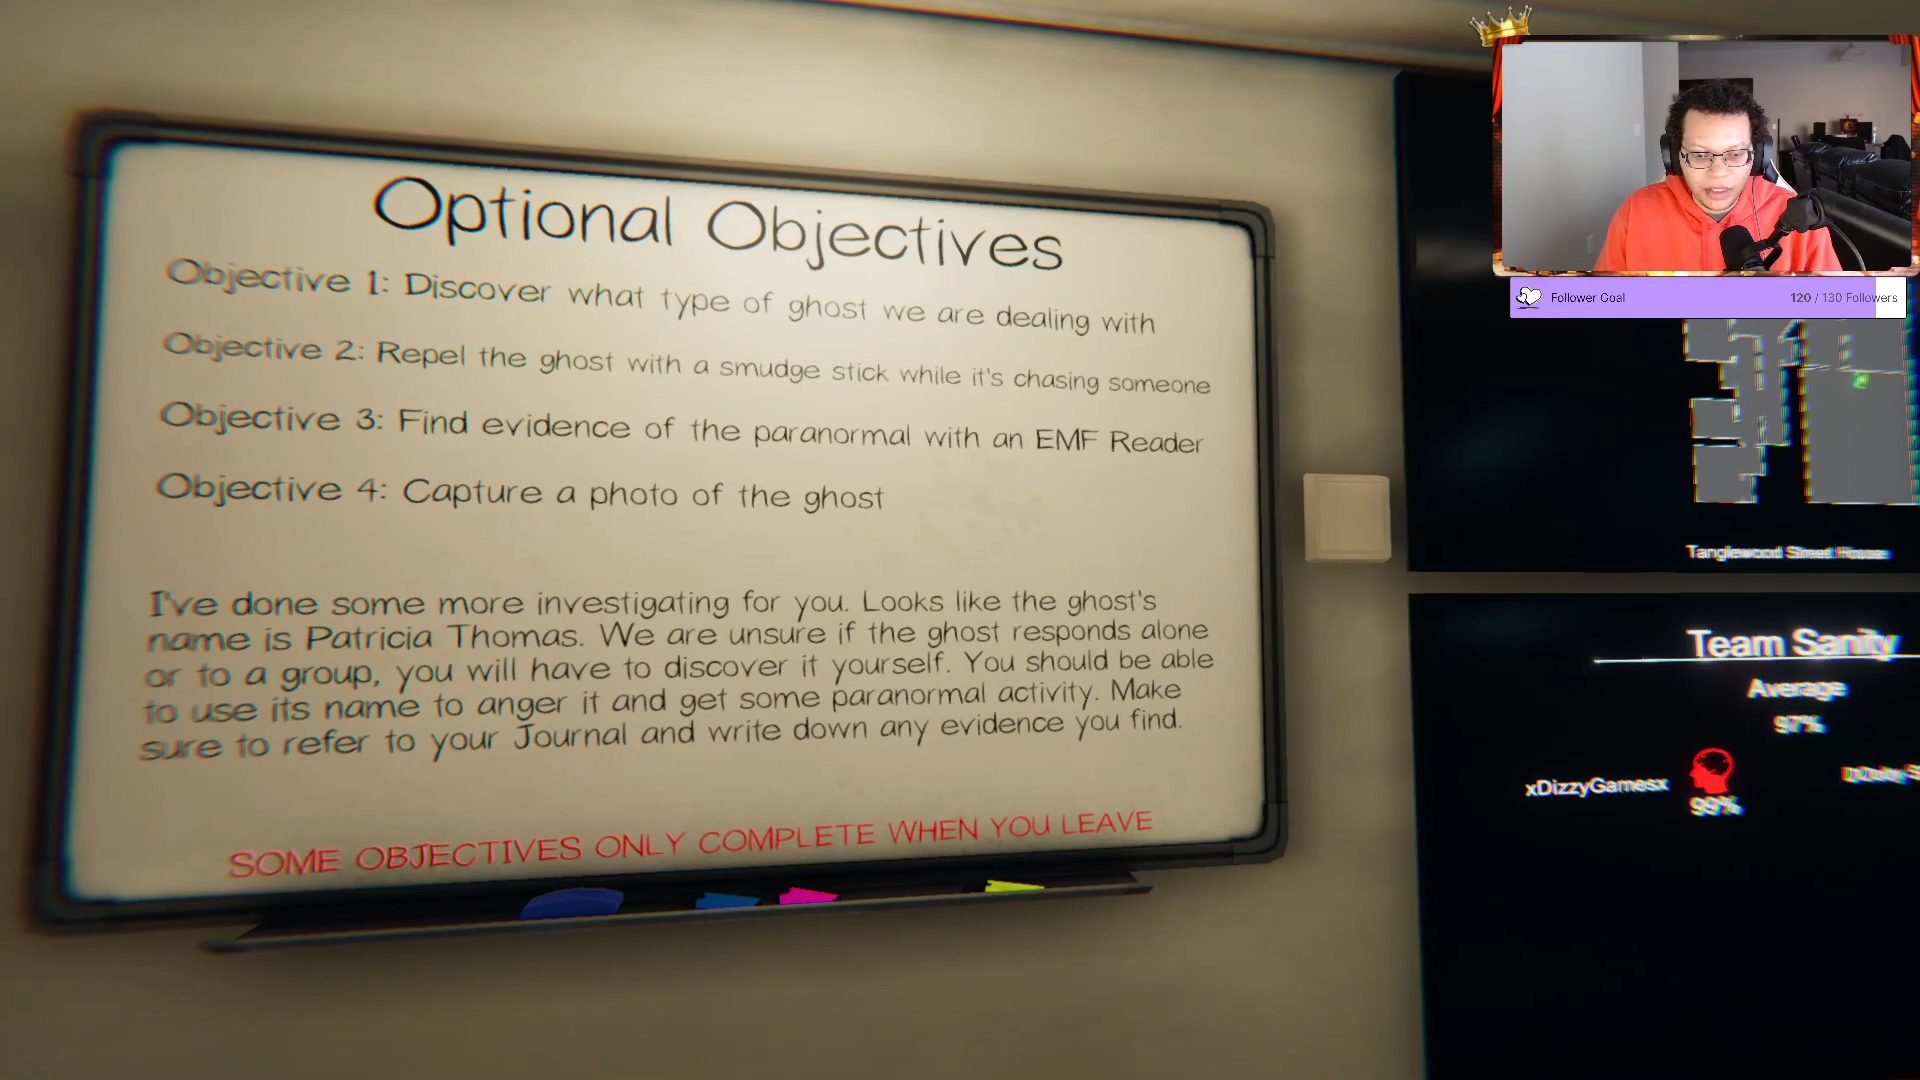 Optional Objectives
Objective 1: Discover what type of ghost we are dealing with
Objective 2: Repel the ghost with a smudge stick while it's chasing someone
Objective 3: Find evidence of the paranormal with an EMF Reader
Objective 4: Capture a photo of the ghost
I've done some more investigating for you. Looks like the ghost's
name is Patricia Thomas. We are unsure if the ghost responds alone
or to a group, you will have to discover it yourself. You should be able
to use its name to anger it and get some paranormal activity. Make
sure to refer to your Journal and write down any evidence you find.
SOME OBJECTIVES ONLY COMPLETE WHEN YOU LEAVE
Follower Goal 120 / 130 Followers
Tanglewood Street House
Team Sanity
Average
97%
xDizzyGamesx
99%